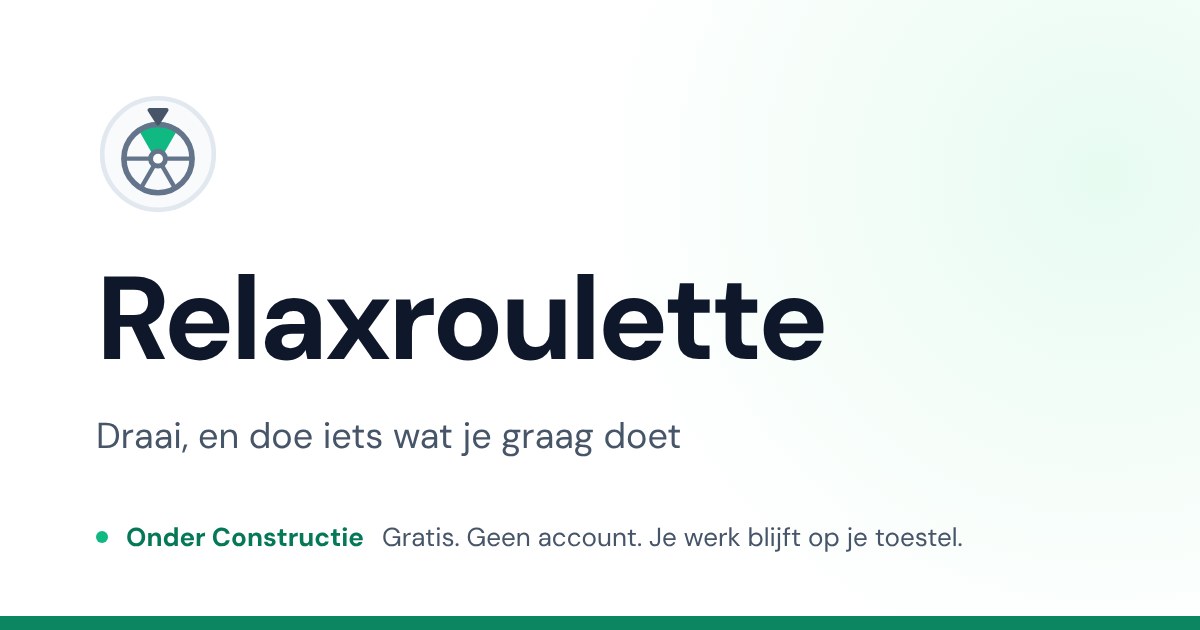 Relaxroulette
Draai, en doe iets wat je graag doet
Onder Constructie Gratis. Geen account. Je werk blijft op je toestel.